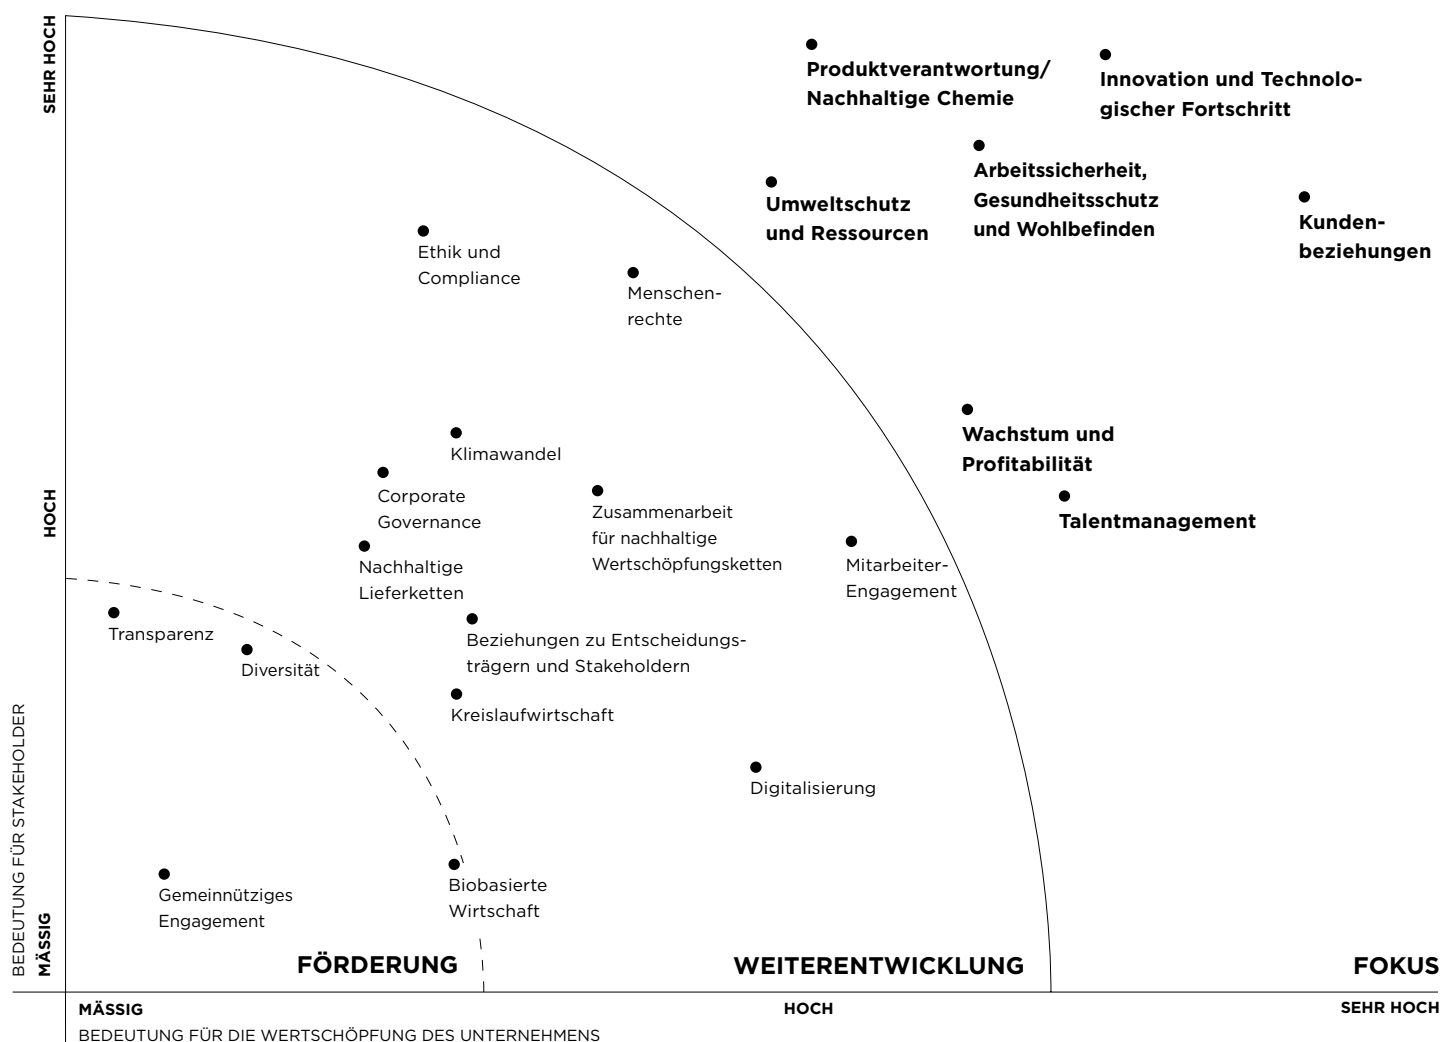 SEHR HOCH
Produktverantwortung/
Nachhaltige Chemie
Innovation und Technolo-
gischer Fortschritt
Arbeitssicherheit,
Gesundheitsschutz
und Wohlbefinden
Umweltschutz
und Ressourcen
Kunden-
beziehungen
Ethik und
Compliance
Menschen-
rechte
Wachstum und
Profitabilität
Klimawandel
Corporate
Governance
Zusammenarbeit
für nachhaltige
Wertschöpfungsketten
Talentmanagement
HOCH
Nachhaltige
Lieferketten
Mitarbeiter-
Engagement
Transparenz
Beziehungen zu Entscheidungs-
trägern und Stakeholdern
Diversität
Kreislaufwirtschaft
Digitalisierung
Gemeinnütziges
Engagement
Biobasierte
Wirtschaft
BEDEUTUNG FÜR STAKEHOLDER
MÄSSIG
FÖRDERUNG
WEITERENTWICKLUNG
FOKUS
MÄSSIG
HOCH
SEHR HOCH
BEDEUTUNG FÜR DIE WERTSCHÖPFUNG DES UNTERNEHMENS